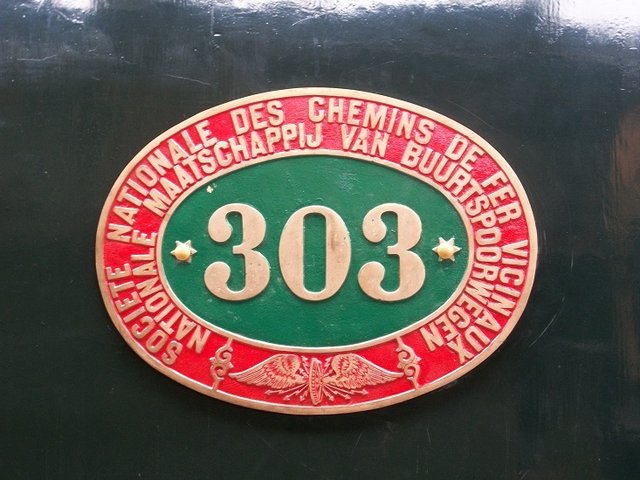 SOCIETE NATIONALE DES CHEMINS DE FER VICINAUX
NATIONALE MAATSCHAPPIJ VAN BUURTSPOORWEGEN
303